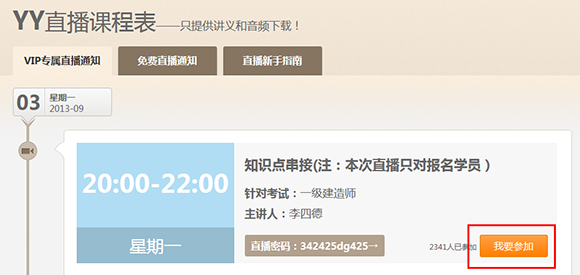 YY直播课程表——只提供讲义和音频下载！
VIP专属直播通知 免费直播通知 直播新手指南
03 星期一
2013-09
知识点串接(注：本次直播只对报名学员 )
20:00-22:00
针对考试：一级建造师
主讲人：李四德
星期一 直播密码：342425dg425→ 2341人已参加 我要参加